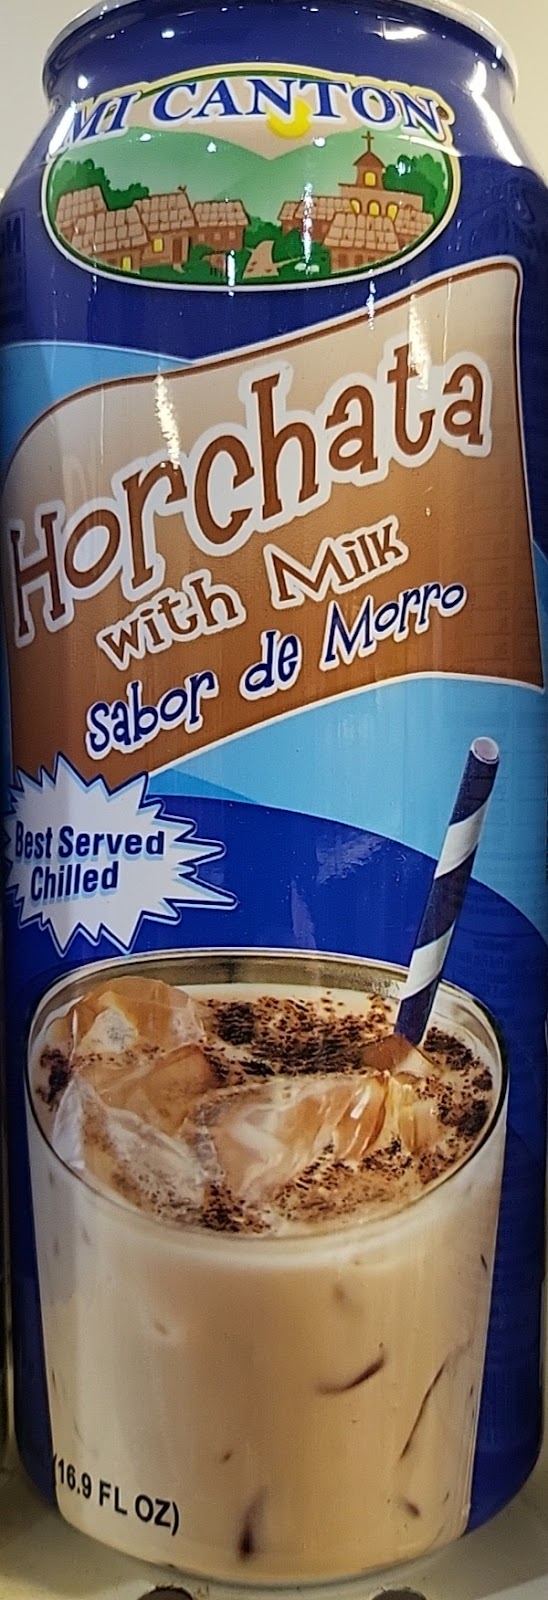 MI CANTON
Horchata
with Milk
sabor de Morro
Best Served
Chilled
(16.9 FL OZ)